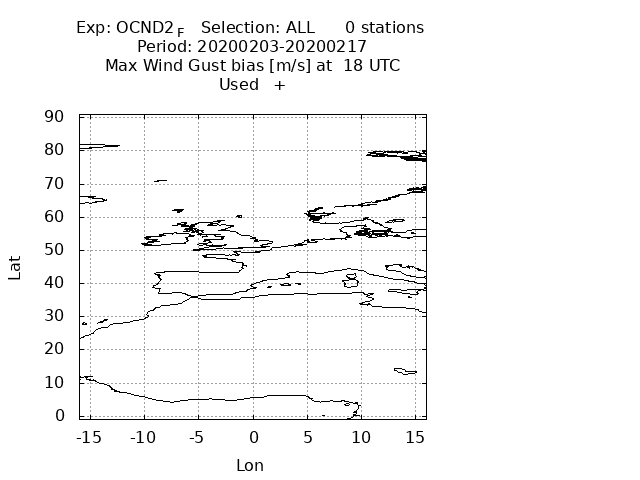 Exp: OCND2_F Selection: ALL 0 stations
Period: 20200203-20200217
Max Wind Gust bias [m/s] at 18 UTC
Used +
90
80
70
60
50
40
30
20
10
0
Lat
-15 -10 -5 0 5 10 15
Lon